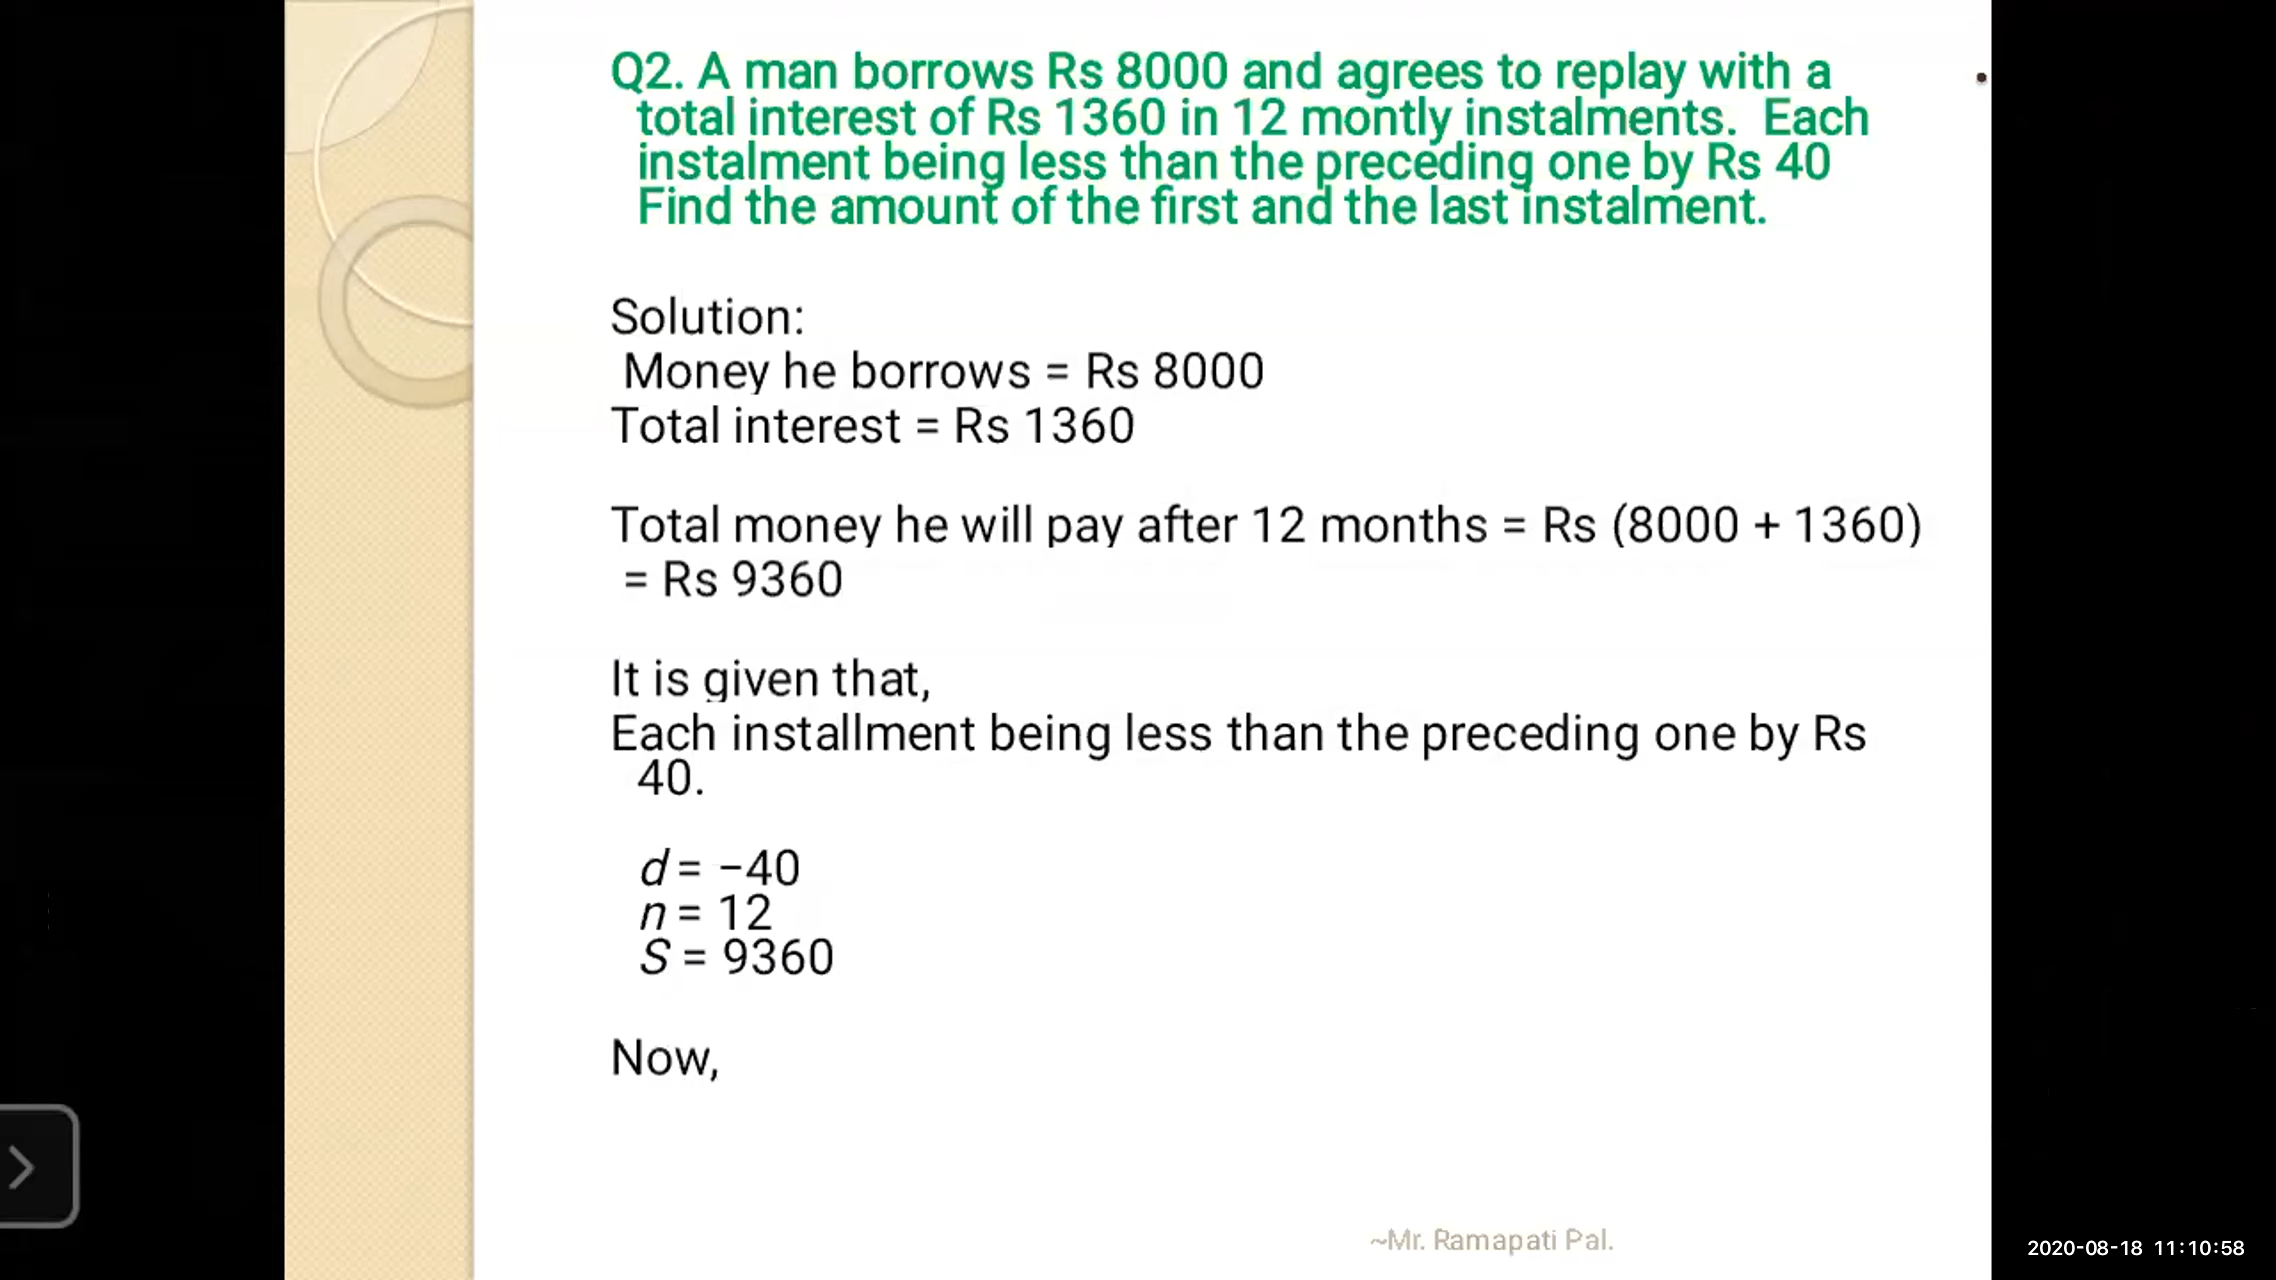 Q2. A man borrows Rs 8000 and agrees to replay with a
total interest of Rs 1360 in 12 montly instalments.  Each
instalment being less than the preceding one by Rs 40
Find the amount of the first and the last instalment.
Solution:
Money he borrows = Rs 8000
Total interest = Rs 1360
Total money he will pay after 12 months = Rs (8000 + 1360)
= Rs 9360
It is given that,
Each installment being less than the preceding one by Rs
40.
d = −40
n = 12
S = 9360
Now,
~Mr. Ramapati Pal.
2020-08-18 11:10:58